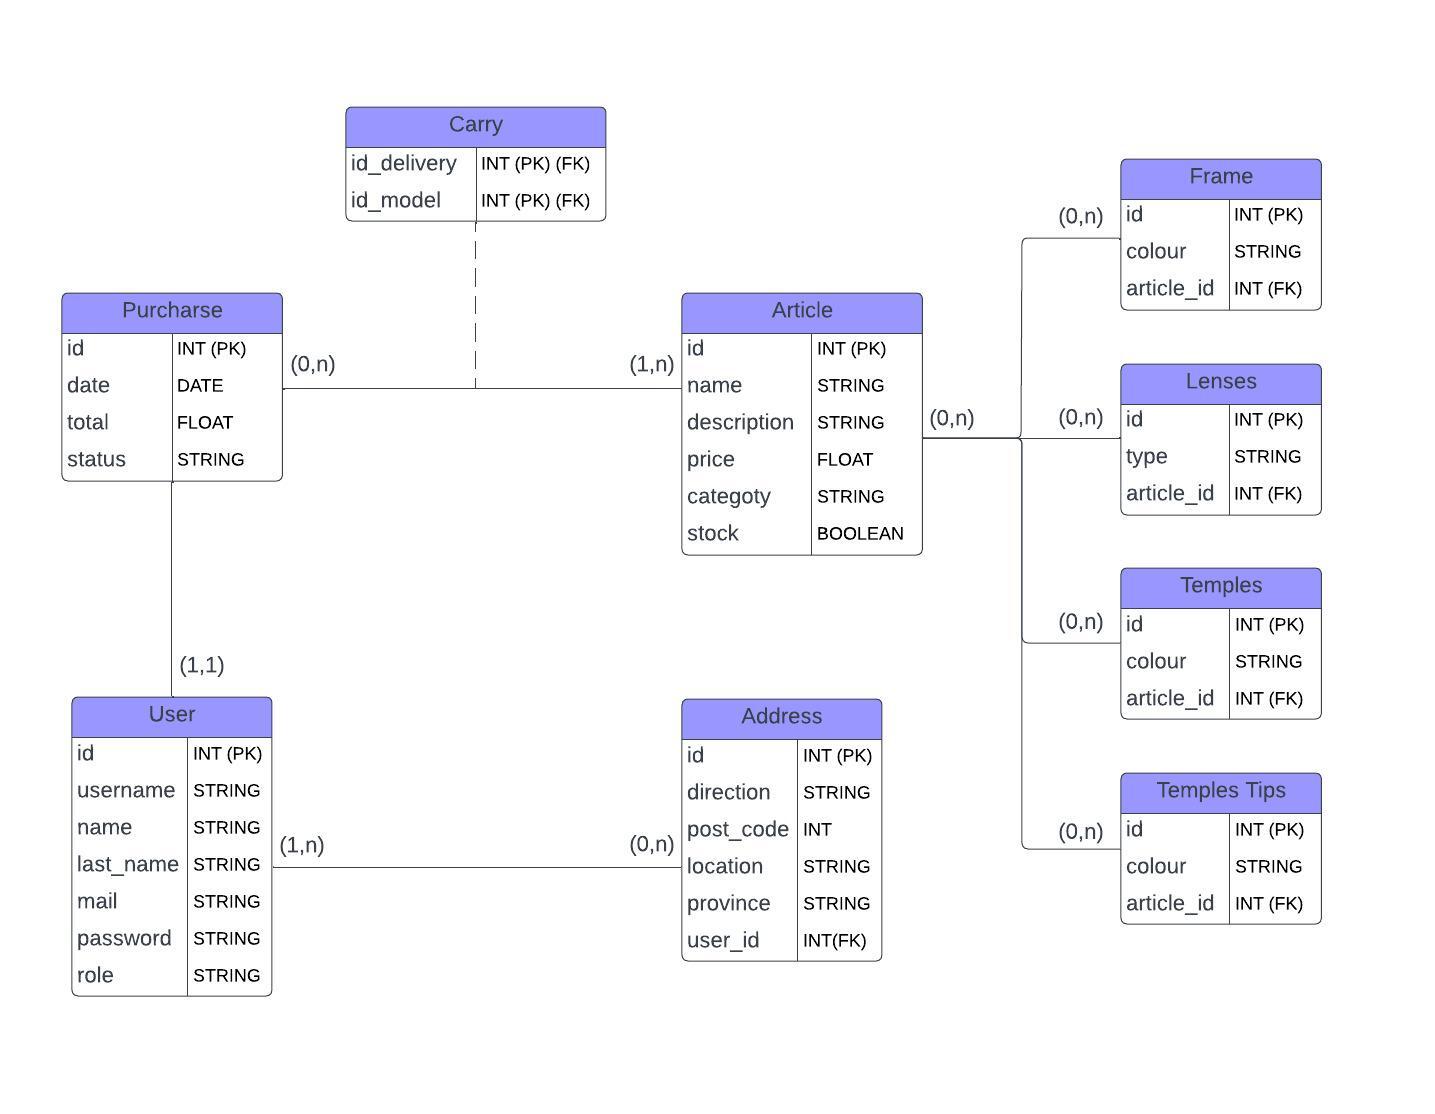 Carry
id_delivery INT (PK) (FK)
id_model INT (PK) (FK)
Purcharse
id INT (PK)
date DATE
total FLOAT
status STRING
(0,n)
(1,n)
Article
id INT (PK)
name STRING
description STRING
price FLOAT
categoty STRING
stock BOOLEAN
(0,n)
(0,n)
Frame
id INT (PK)
colour STRING
article_id INT (FK)
(0,n)
Lenses
id INT (PK)
type STRING
article_id INT (FK)
(0,n)
Temples
id INT (PK)
colour STRING
article_id INT (FK)
(0,n)
Temples Tips
id INT (PK)
colour STRING
article_id INT (FK)
(1,1)
User
id INT (PK)
username STRING
name STRING
last_name STRING
mail STRING
password STRING
role STRING
(1,n)
(0,n)
Address
id INT (PK)
direction STRING
post_code INT
location STRING
province STRING
user_id INT(FK)